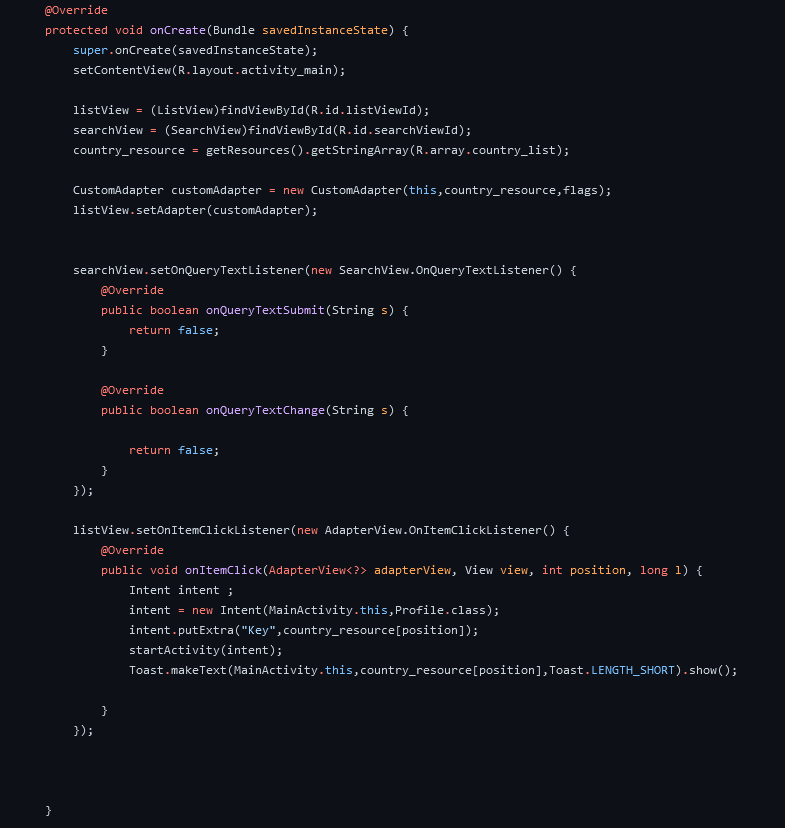 @Override
protected void onCreate(Bundle savedInstanceState) {
super.onCreate(savedInstanceState);
setContentView(R.layout.activity_main);
listView = (ListView)findViewById(R.id.listViewId);
searchView = (SearchView)findViewById(R.id.searchViewId);
country_resource = getResources().getStringArray(R.array.country_list);
CustomAdapter customAdapter = new CustomAdapter(this,country_resource,flags);
listView.setAdapter(customAdapter);
searchView.setOnQueryTextListener(new SearchView.OnQueryTextListener() {
@Override
public boolean onQueryTextSubmit(String s) {
return false;
}
@Override
public boolean onQueryTextChange(String s) {
return false;
}
});
listView.setOnItemClickListener(new AdapterView.OnItemClickListener() {
@Override
public void onItemClick(AdapterView<?> adapterView, View view, int position, long l) {
Intent intent ;
intent = new Intent(MainActivity.this,Profile.class);
intent.putExtra("Key",country_resource[position]);
startActivity(intent);
Toast.makeText(MainActivity.this,country_resource[position],Toast.LENGTH_SHORT).show();
}
});
}